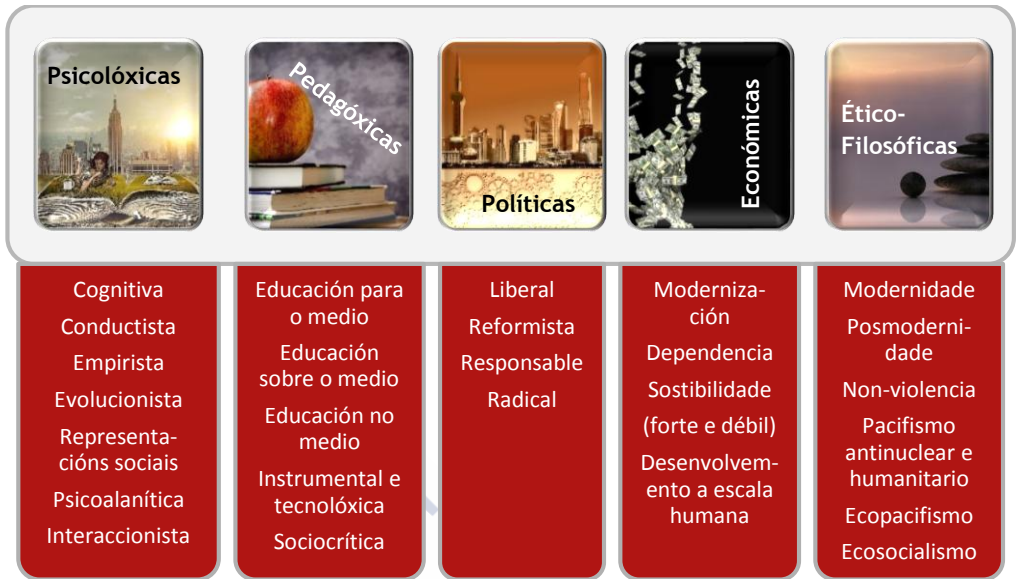 Psicolóxicas
Pedagóxicas
Políticas
Económicas
Ético-
Filosóficas
Cognitiva
Conductista
Empirista
Evolucionista
Representa-
cións sociais
Psicoalanítica
Interaccionista
Educación para
o medio
Educación
sobre o medio
Educación no
medio
Instrumental e
tecnolóxica
Sociocrítica
Liberal
Reformista
Responsable
Radical
Moderniza-
ción
Dependencia
Sostibilidade
(forte e débil)
Desenvolvem-
ento a escala
humana
Modernidade
Posmoderni-
dade
Non-violencia
Pacifismo
antinuclear e
humanitario
Ecopacifismo
Ecosocialismo